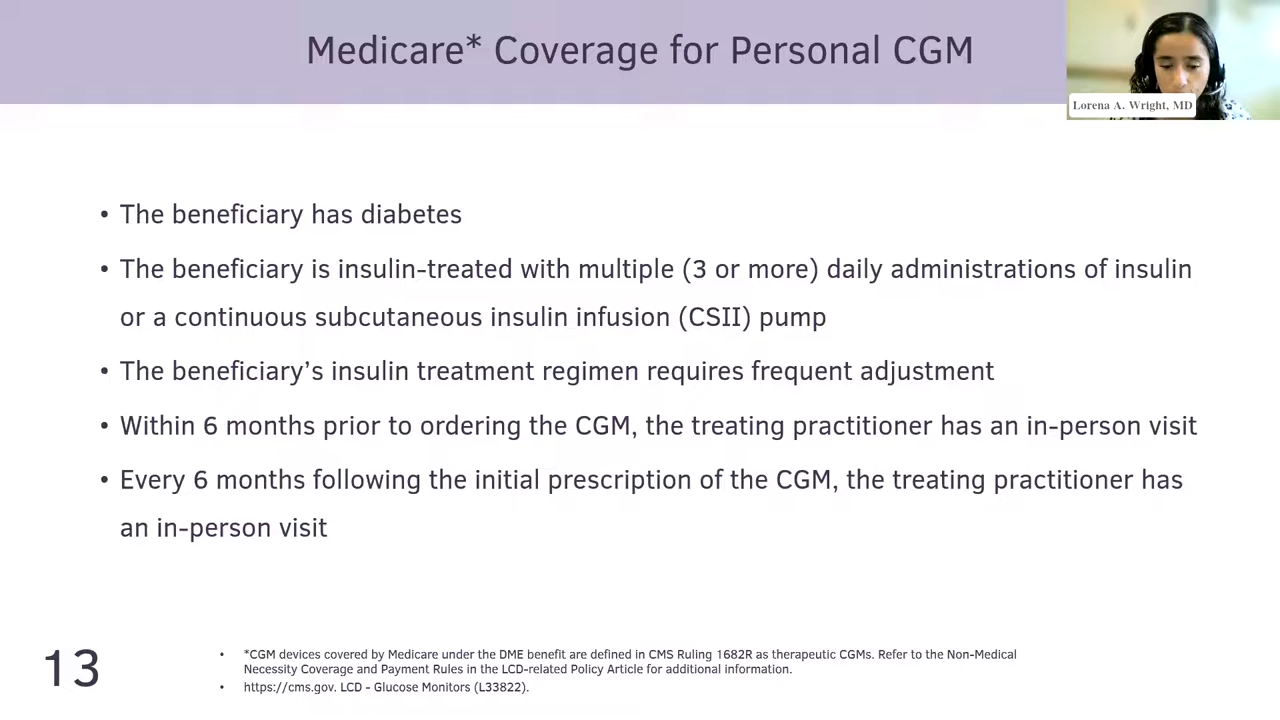 Medicare* Coverage for Personal CGM
Lorena A. Wright, MD
• The beneficiary has diabetes
• The beneficiary is insulin-treated with multiple (3 or more) daily administrations of insulin
or a continuous subcutaneous insulin infusion (CSII) pump
• The beneficiary’s insulin treatment regimen requires frequent adjustment
• Within 6 months prior to ordering the CGM, the treating practitioner has an in-person visit
• Every 6 months following the initial prescription of the CGM, the treating practitioner has
an in-person visit
13
• *CGM devices covered by Medicare under the DME benefit are defined in CMS Ruling 1682R as therapeutic CGMs. Refer to the Non-Medical
Necessity Coverage and Payment Rules in the LCD-related Policy Article for additional information.
• https://cms.gov. LCD - Glucose Monitors (L33822).